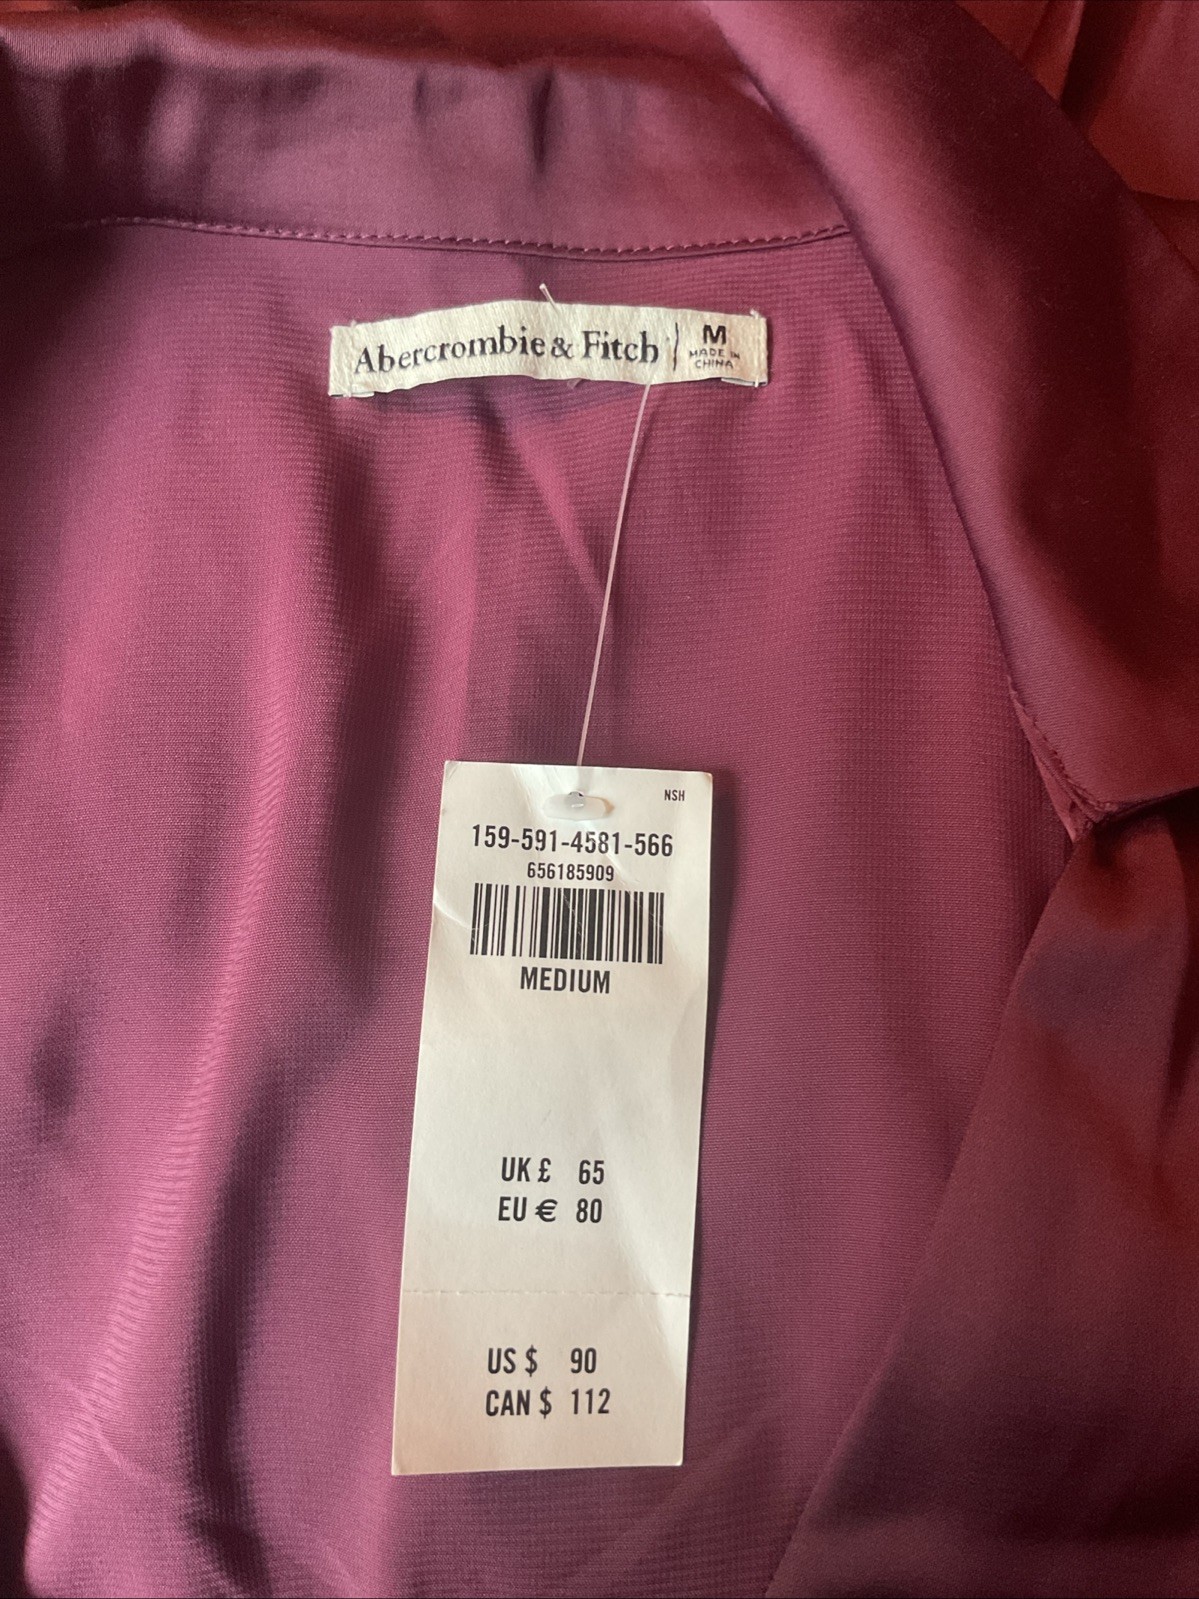 Abercrombie & Fitch
M
MADE IN
CHINA
NSH
159-591-4581-566
656185909
MEDIUM
UK £ 65
EU € 80
US $ 90
CAN $ 112